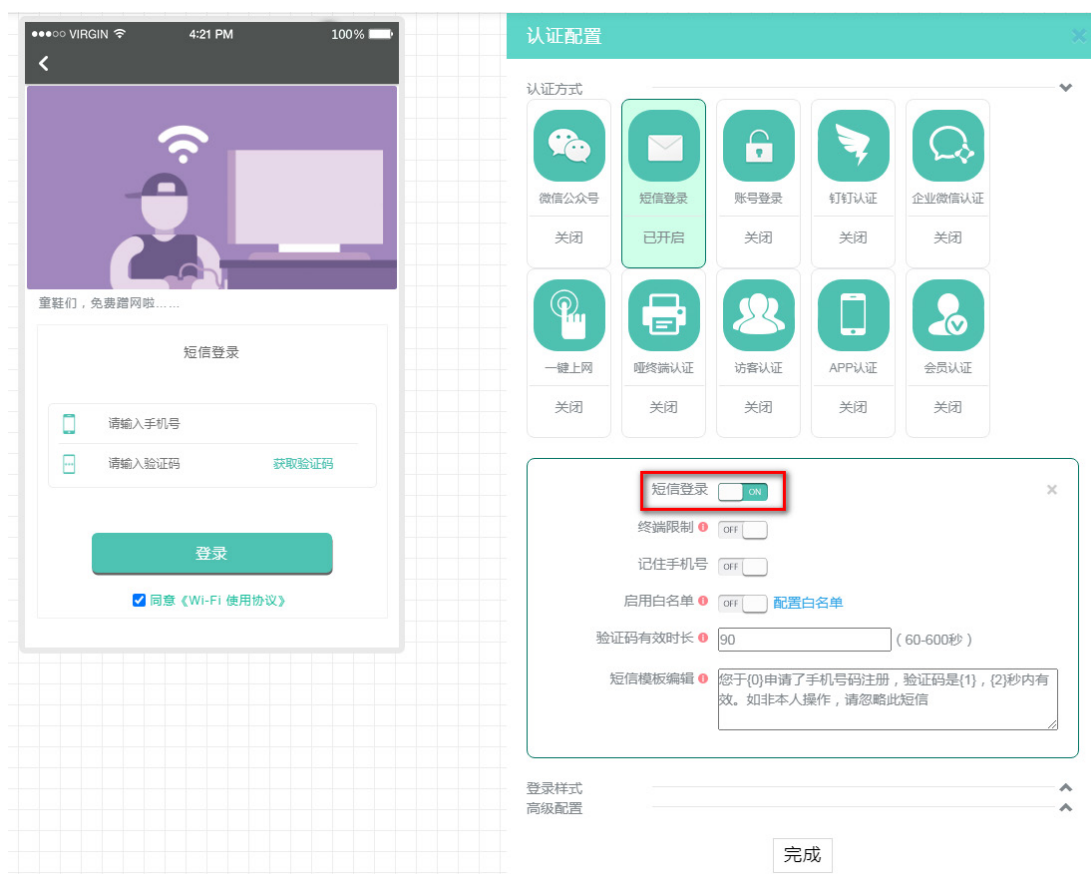 ●●●○○ VIRGIN 4:21 PM 100%
童鞋们，免费蹭网啦……
短信登录
请输入手机号
请输入验证码 获取验证码
登录
同意《Wi-Fi 使用协议》
认证配置
认证方式
微信公众号 短信登录 账号登录 钉钉认证 企业微信认证
关闭 已开启 关闭 关闭 关闭
一键上网 哑终端认证 访客认证 APP认证 会员认证
关闭 关闭 关闭 关闭 关闭
短信登录 ON
终端限制 OFF
记住手机号 OFF
启用白名单 OFF 配置白名单
验证码有效时长 90 （60-600秒）
短信模板编辑 您于{0}申请了手机号码注册，验证码是{1}，{2}秒内有
效。如非本人操作，请忽略此短信
登录样式
高级配置
完成